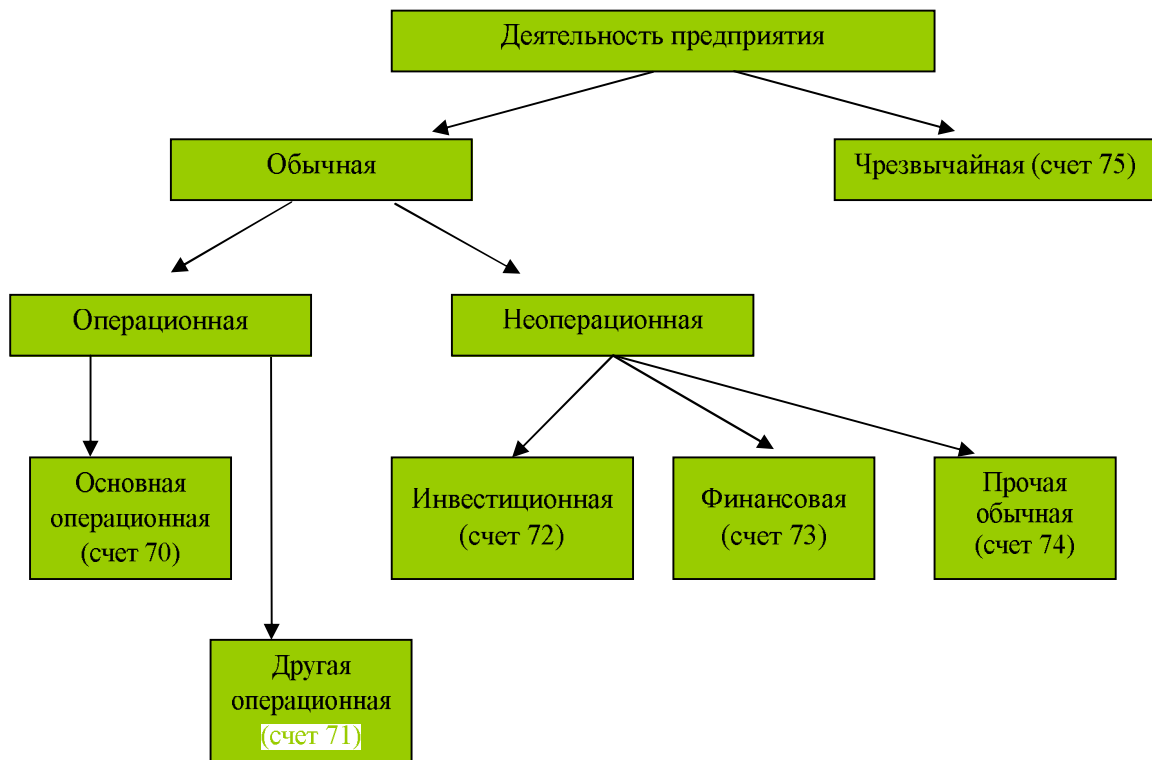 Деятельность предприятия
Обычная
Чрезвычайная (счет 75)
Операционная
Неоперационная
Основная
операционная
(счет 70)
Инвестиционная
(счет 72)
Финансовая
(счет 73)
Прочая
обычная
(счет 74)
Другая
операционная
(счет 71)